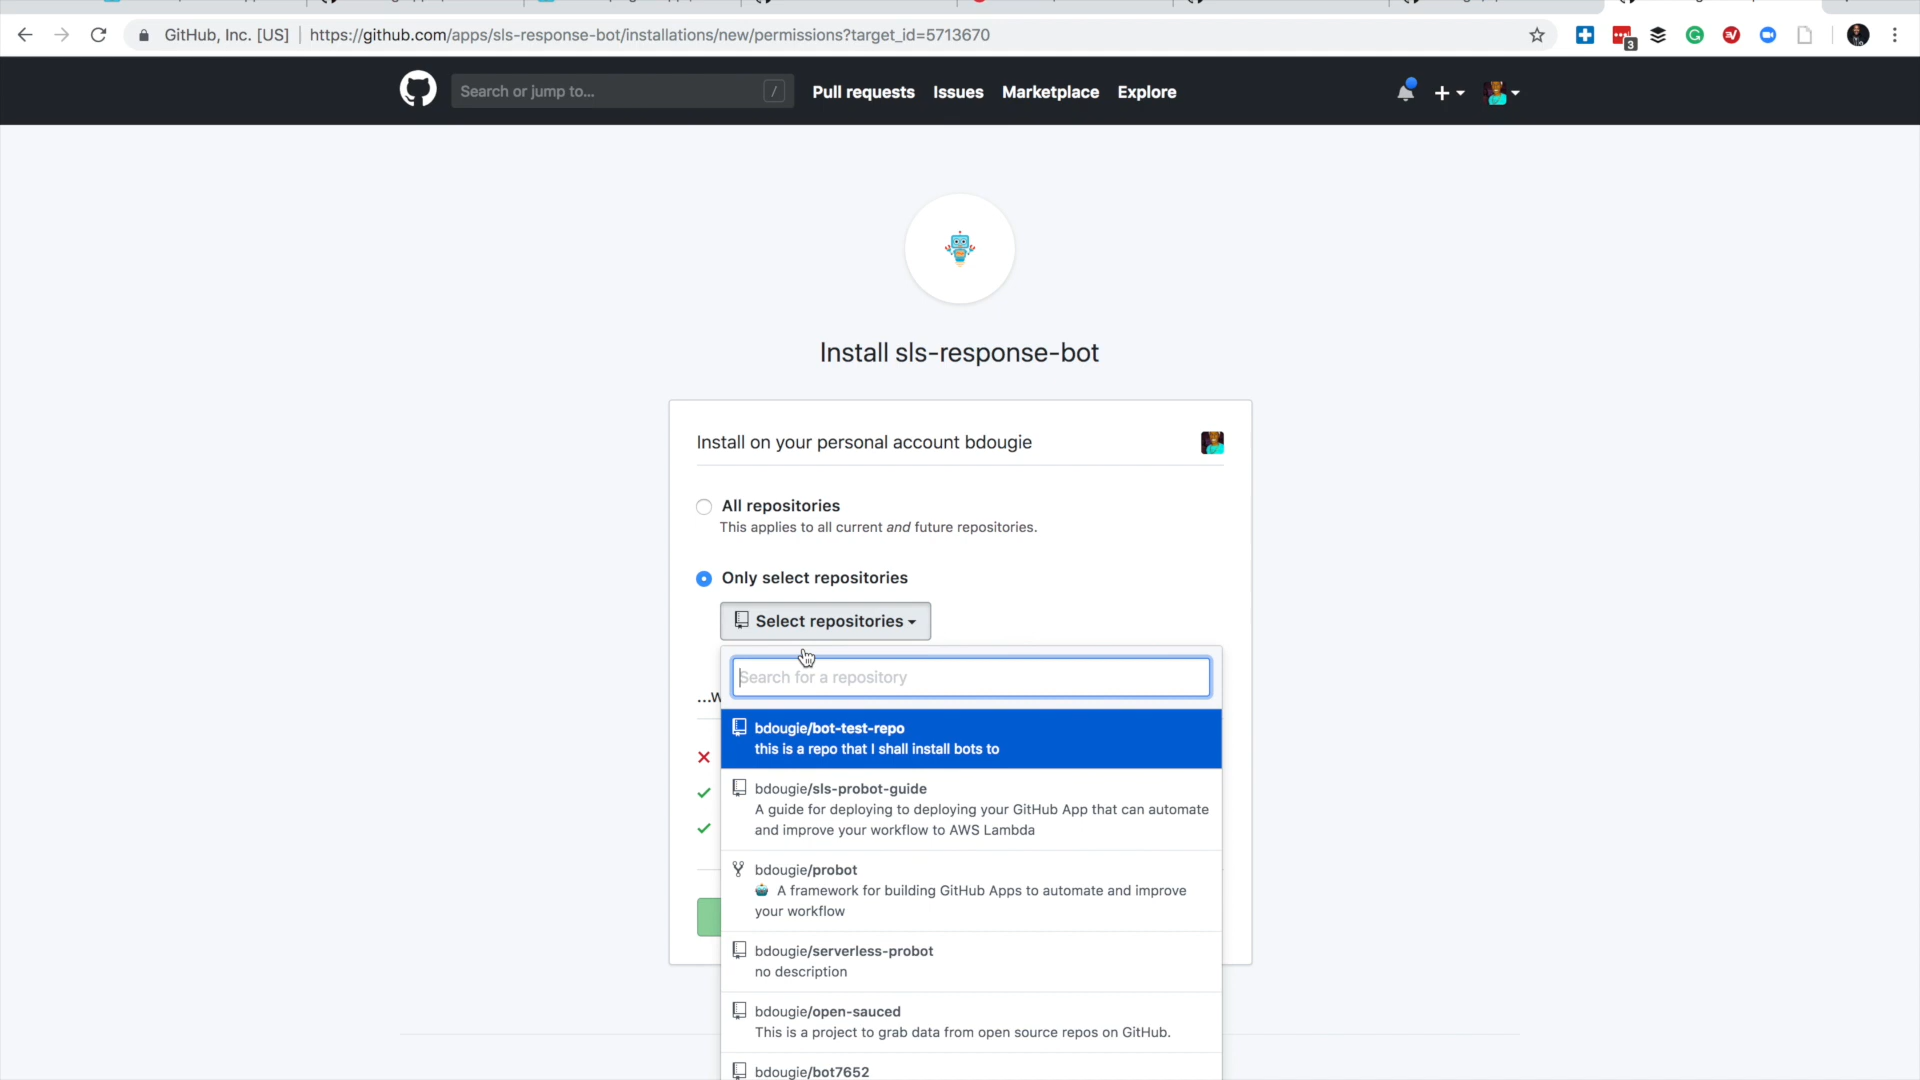 GitHub, Inc. [US] | https://github.com/apps/sls-response-bot/installations/new/permissions?target_id=5713670
3
Search or jump to... /
Pull requests Issues Marketplace Explore
Install sls-response-bot
Install on your personal account bdougie
All repositories
This applies to all current and future repositories.
Only select repositories
Select repositories
Search for a repository
...w
bdougie/bot-test-repo
this is a repo that I shall install bots to
bdougie/sls-probot-guide
A guide for deploying to deploying your GitHub App that can automate
and improve your workflow to AWS Lambda
bdougie/probot
A framework for building GitHub Apps to automate and improve
your workflow
bdougie/serverless-probot
no description
bdougie/open-sauced
This is a project to grab data from open source repos on GitHub.
bdougie/bot7652